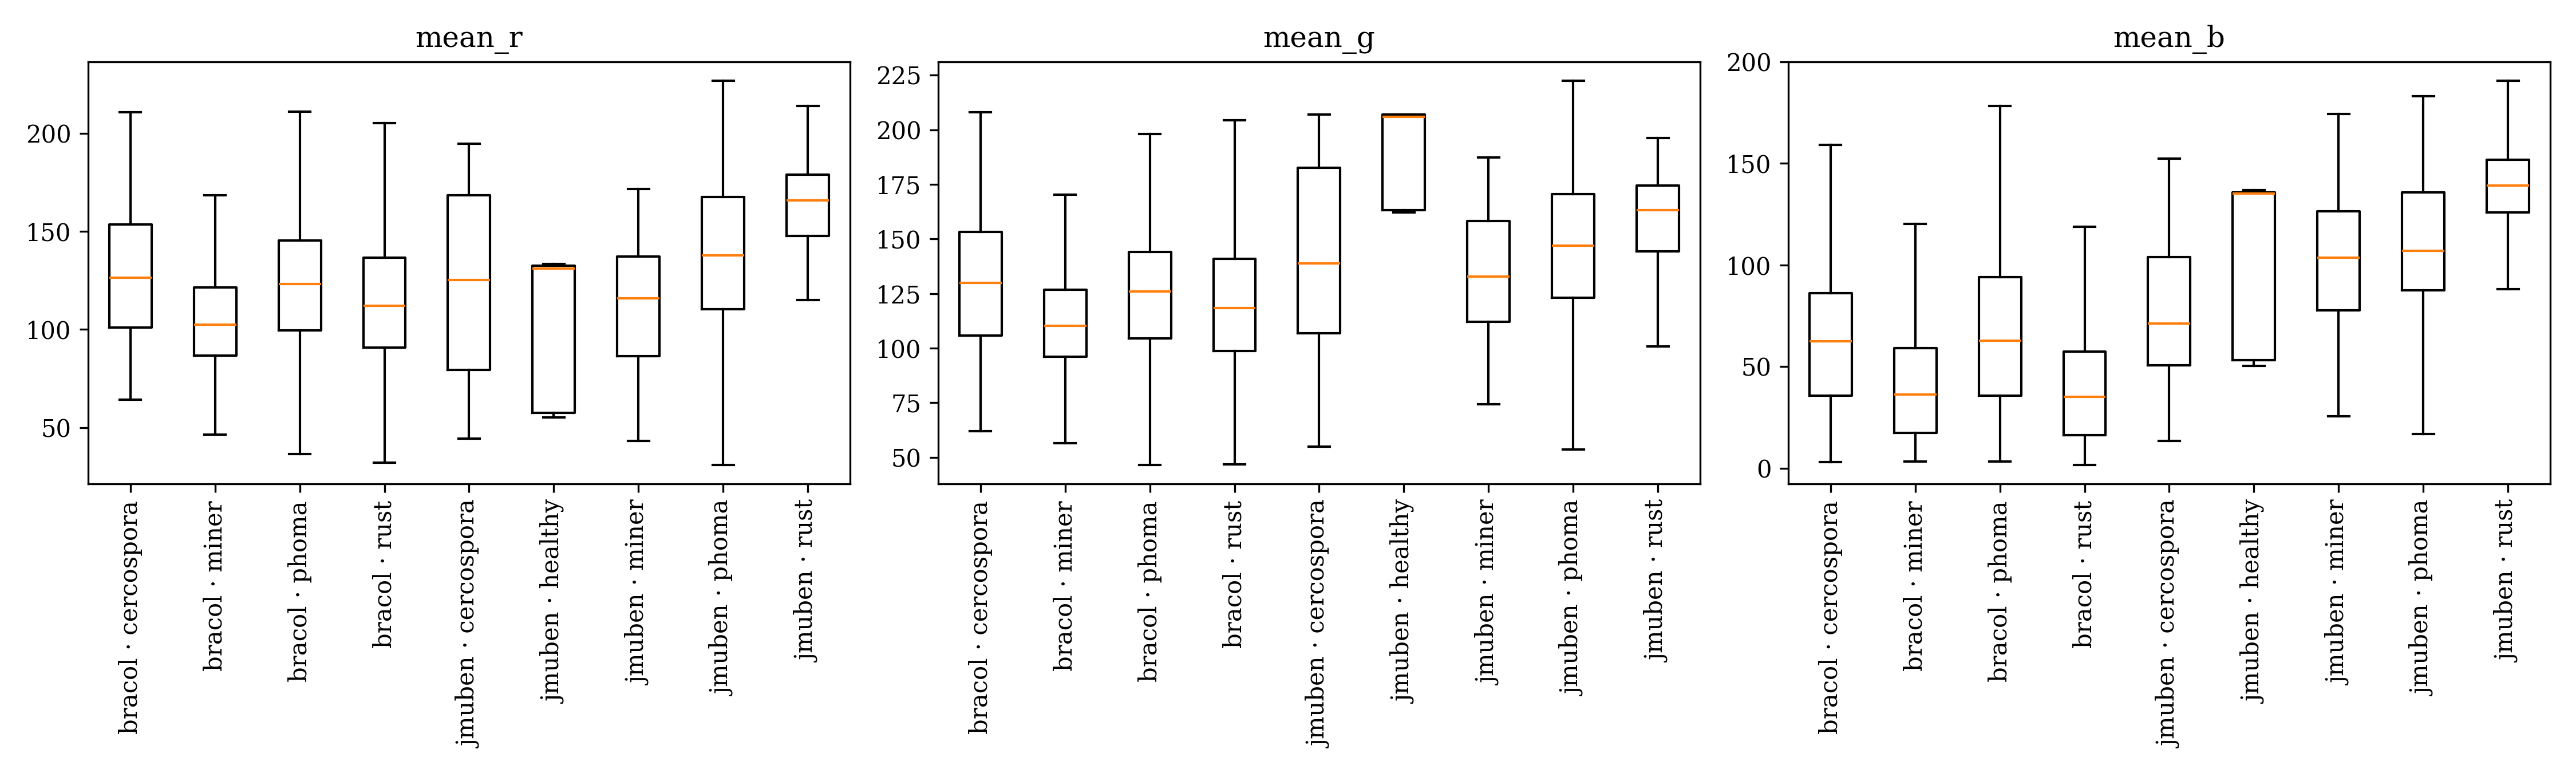 mean_r
200
150
100
50
bracol · cercospora
bracol · miner
bracol · phoma
bracol · rust
jmuben · cercospora
jmuben · healthy
jmuben · miner
jmuben · phoma
jmuben · rust
mean_g
225
200
175
150
125
100
75
50
bracol · cercospora
bracol · miner
bracol · phoma
bracol · rust
jmuben · cercospora
jmuben · healthy
jmuben · miner
jmuben · phoma
jmuben · rust
mean_b
200
150
100
50
0
bracol · cercospora
bracol · miner
bracol · phoma
bracol · rust
jmuben · cercospora
jmuben · healthy
jmuben · miner
jmuben · phoma
jmuben · rust